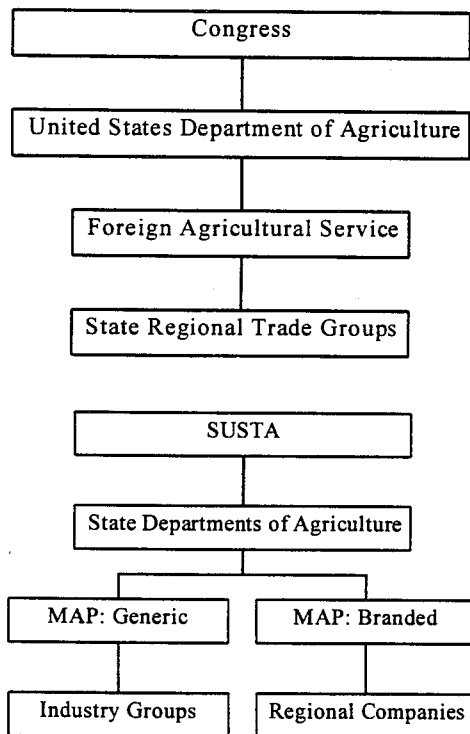 Congress
United States Department of Agriculture
Foreign Agricultural Service
State Regional Trade Groups
SUSTA
State Departments of Agriculture
MAP: Generic
MAP: Branded
Industry Groups
Regional Companies